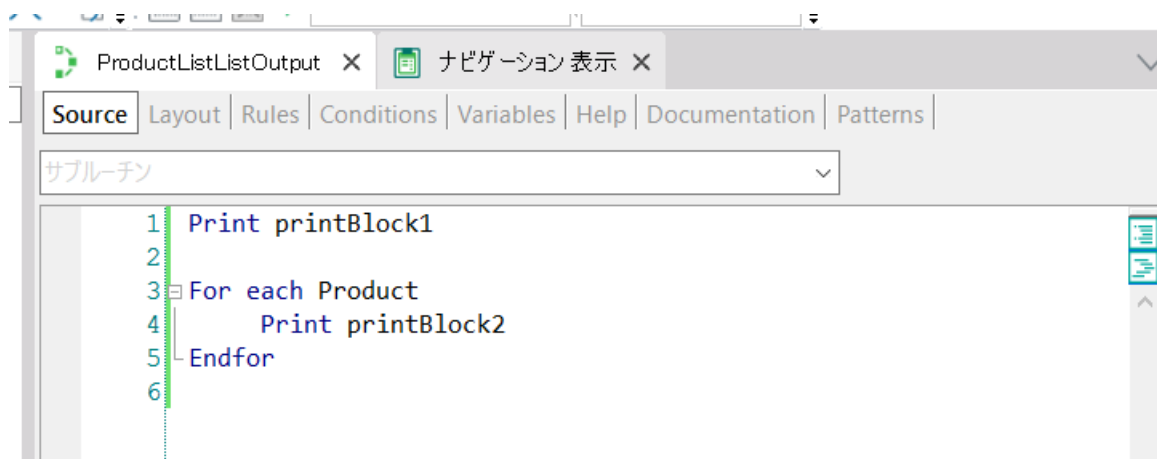 ProductListListOutput ナビゲーション 表示
Source Layout Rules Conditions Variables Help Documentation Patterns
サブルーチン
1 Print printBlock1
2
3 For each Product
4 Print printBlock2
5 Endfor
6